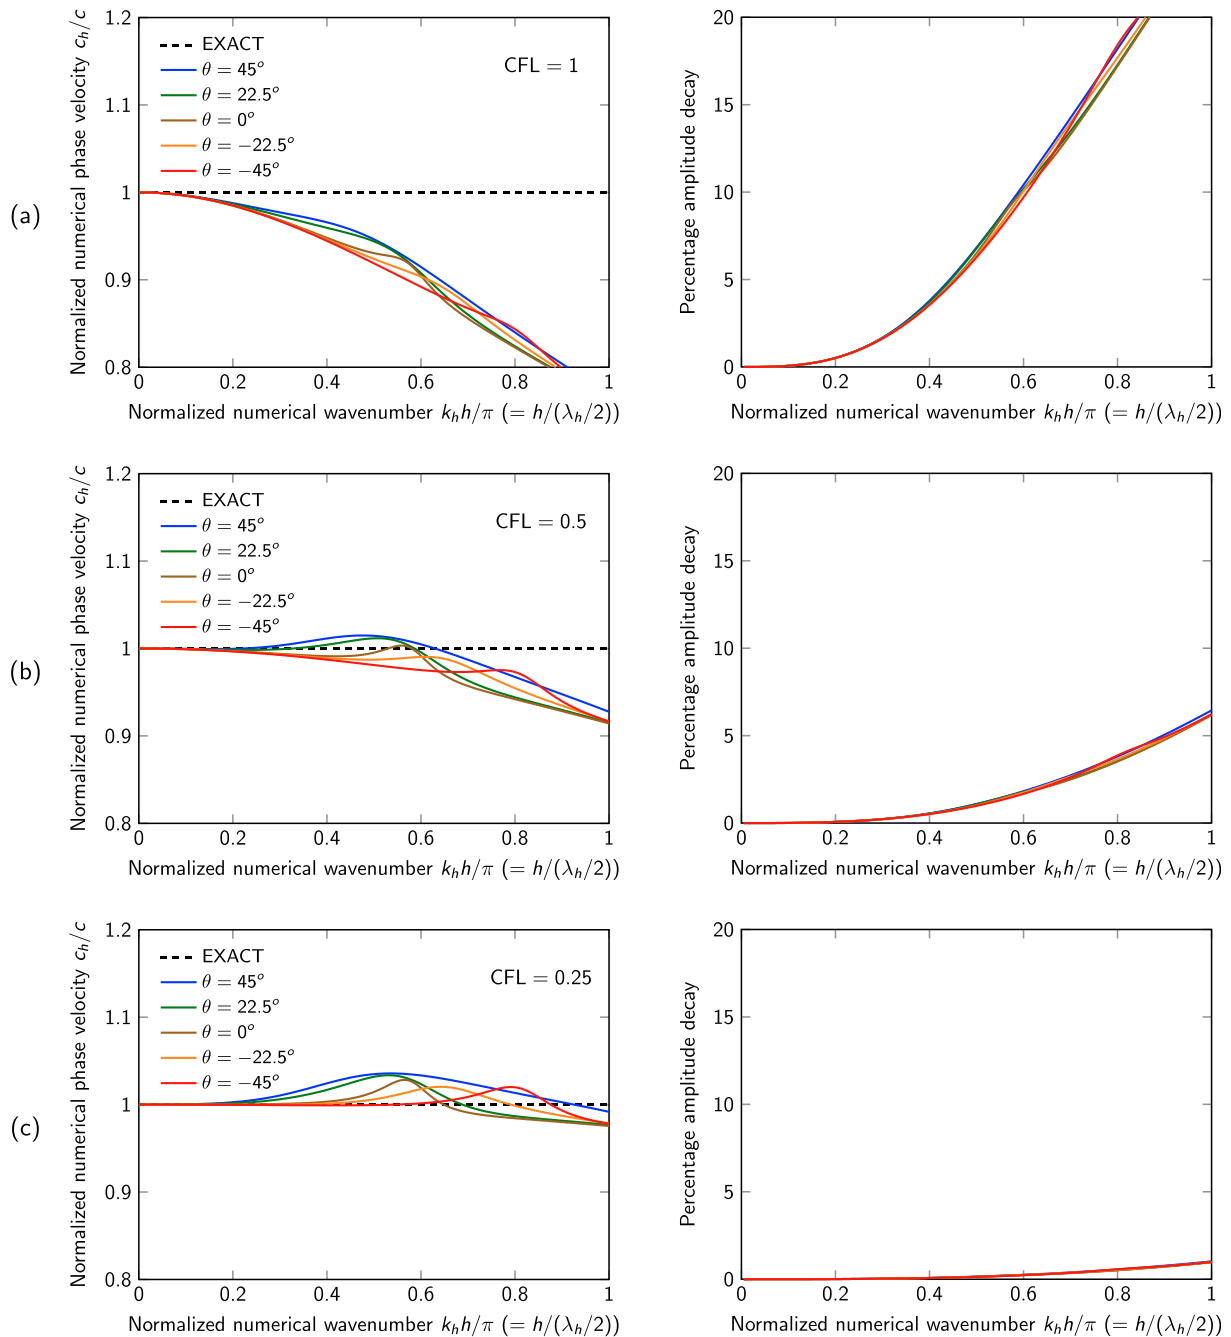 (a)
Normalized numerical phase velocity c_h/c
1.2
1.1
1
0.9
0.8
EXACT
θ = 45°
θ = 22.5°
θ = 0°
θ = −22.5°
θ = −45°
CFL = 1
0 0.2 0.4 0.6 0.8 1
Normalized numerical wavenumber k_h h/π (= h/(λ_h/2))
Percentage amplitude decay
20
15
10
5
0
0 0.2 0.4 0.6 0.8 1
Normalized numerical wavenumber k_h h/π (= h/(λ_h/2))
(b)
Normalized numerical phase velocity c_h/c
1.2
1.1
1
0.9
0.8
EXACT
θ = 45°
θ = 22.5°
θ = 0°
θ = −22.5°
θ = −45°
CFL = 0.5
0 0.2 0.4 0.6 0.8 1
Normalized numerical wavenumber k_h h/π (= h/(λ_h/2))
Percentage amplitude decay
20
15
10
5
0
0 0.2 0.4 0.6 0.8 1
Normalized numerical wavenumber k_h h/π (= h/(λ_h/2))
(c)
Normalized numerical phase velocity c_h/c
1.2
1.1
1
0.9
0.8
EXACT
θ = 45°
θ = 22.5°
θ = 0°
θ = −22.5°
θ = −45°
CFL = 0.25
0 0.2 0.4 0.6 0.8 1
Normalized numerical wavenumber k_h h/π (= h/(λ_h/2))
Percentage amplitude decay
20
15
10
5
0
0 0.2 0.4 0.6 0.8 1
Normalized numerical wavenumber k_h h/π (= h/(λ_h/2))